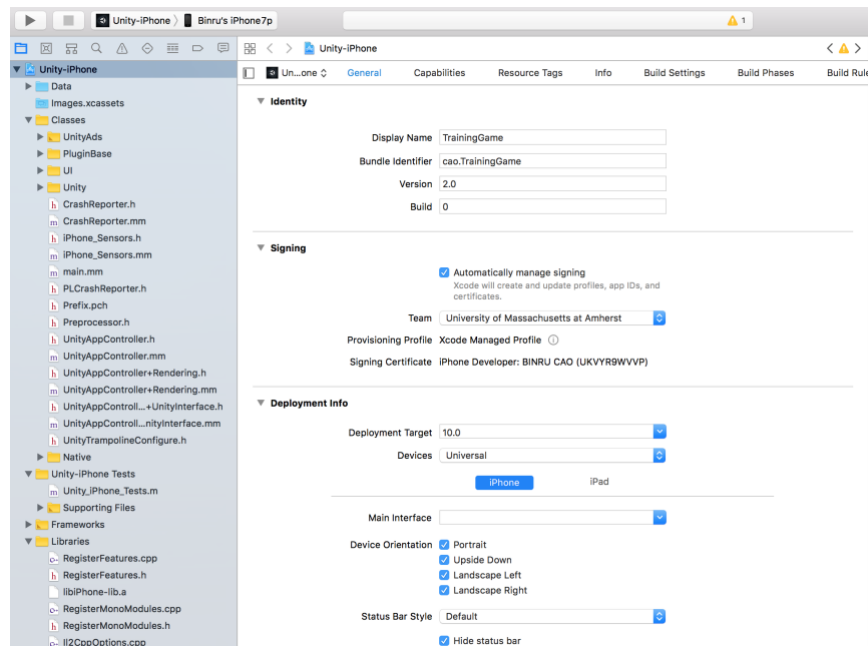 Unity-iPhone Binru's iPhone7p
1
Unity-iPhone
Unity-iPhone
Data
Images.xcassets
Classes
UnityAds
PluginBase
UI
Unity
CrashReporter.h
CrashReporter.mm
iPhone_Sensors.h
iPhone_Sensors.mm
main.mm
PLCrashReporter.h
Prefix.pch
Preprocessor.h
UnityAppController.h
UnityAppController.mm
UnityAppController+Rendering.h
UnityAppController+Rendering.mm
UnityAppControll...+UnityInterface.h
UnityAppControll...nityInterface.mm
UnityTrampolineConfigure.h
Native
Unity-iPhone Tests
Unity_iPhone_Tests.m
Supporting Files
Frameworks
Libraries
RegisterFeatures.cpp
RegisterFeatures.h
libiPhone-lib.a
RegisterMonoModules.cpp
RegisterMonoModules.h
Il2CppOptions.cpp
Un...one General Capabilities Resource Tags Info Build Settings Build Phases Build Rule
Identity
Display Name TrainingGame
Bundle Identifier cao.TrainingGame
Version 2.0
Build 0
Signing
Automatically manage signing
Xcode will create and update profiles, app IDs, and
certificates.
Team University of Massachusetts at Amherst
Provisioning Profile Xcode Managed Profile
Signing Certificate iPhone Developer: BINRU CAO (UKVYR9WVVP)
Deployment Info
Deployment Target 10.0
Devices Universal
iPhone iPad
Main Interface
Device Orientation Portrait
Upside Down
Landscape Left
Landscape Right
Status Bar Style Default
Hide status bar